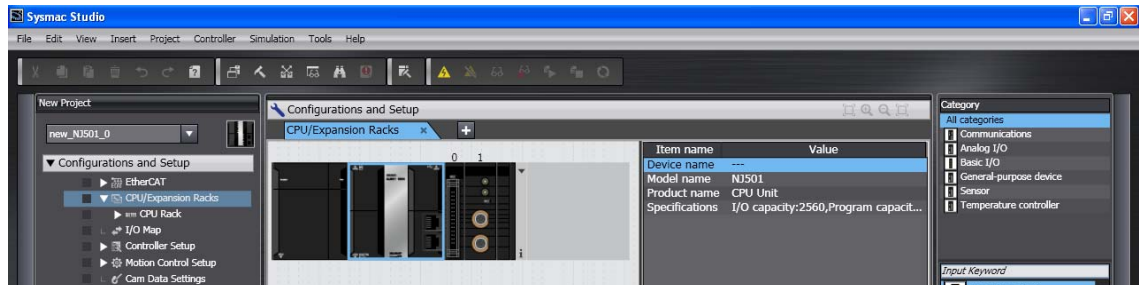 Sysmac Studio
File Edit View Insert Project Controller Simulation Tools Help
New Project
new_NJ501_0
Configurations and Setup
EtherCAT
CPU/Expansion Racks
CPU Rack
I/O Map
Controller Setup
Motion Control Setup
Cam Data Settings
Configurations and Setup
CPU/Expansion Racks
0 1
Item name Value
Device name ---
Model name NJ501
Product name CPU Unit
Specifications I/O capacity:2560,Program capacit...
Category
All categories
Communications
Analog I/O
Basic I/O
General-purpose device
Sensor
Temperature controller
Input Keyword